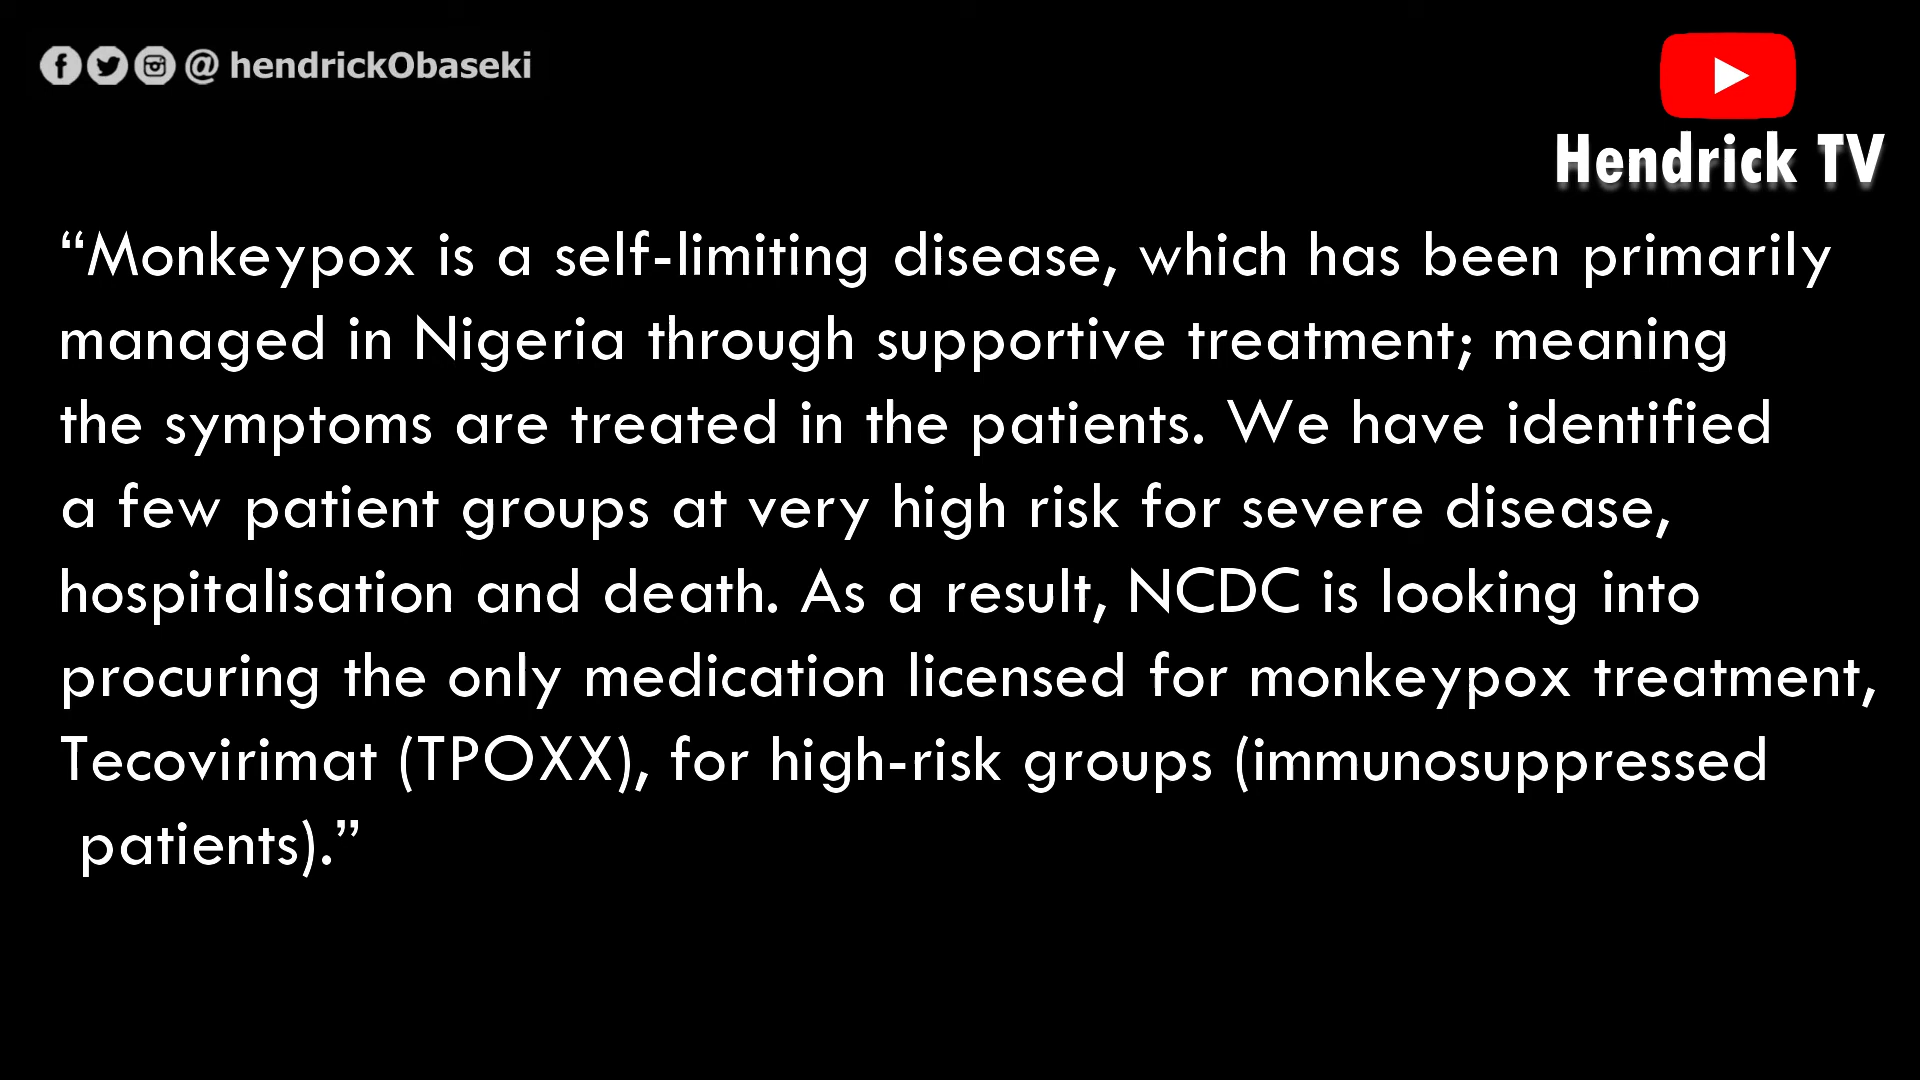 @ hendrickObaseki
Hendrick TV
“Monkeypox is a self-limiting disease, which has been primarily
managed in Nigeria through supportive treatment; meaning
the symptoms are treated in the patients. We have identified
a few patient groups at very high risk for severe disease,
hospitalisation and death. As a result, NCDC is looking into
procuring the only medication licensed for monkeypox treatment,
Tecovirimat (TPOXX), for high-risk groups (immunosuppressed
patients).”